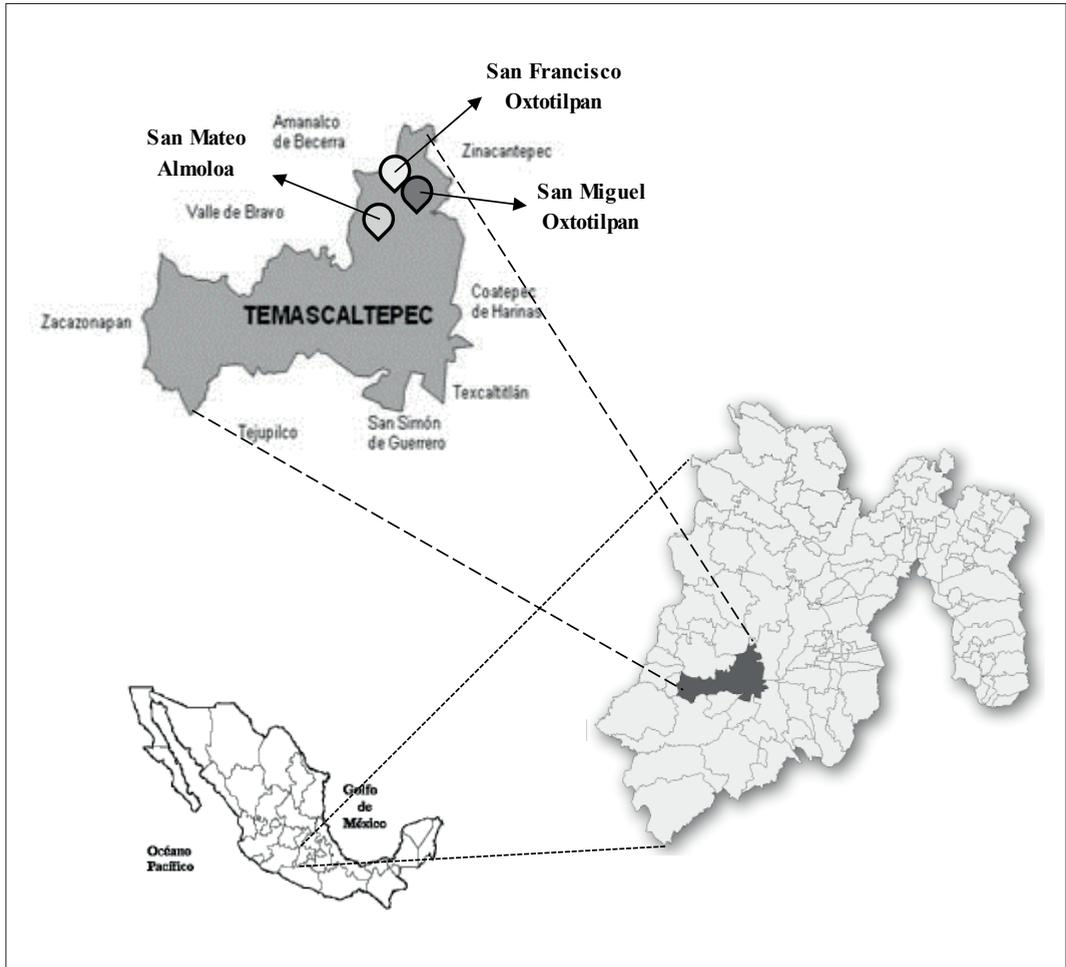 San Francisco
Oxtotilpan
Amanalco
de Becerra
San Mateo
Almoloa
Zinacantepec
San Miguel
Oxtotilpan
Valle de Bravo
Coatepec
de Harinas
TEMASCALTEPEC
Zacazonapan
Texcaltitlán
San Simón
de Guerrero
Tejupilco
Golfo
de
México
Océano
Pacífico